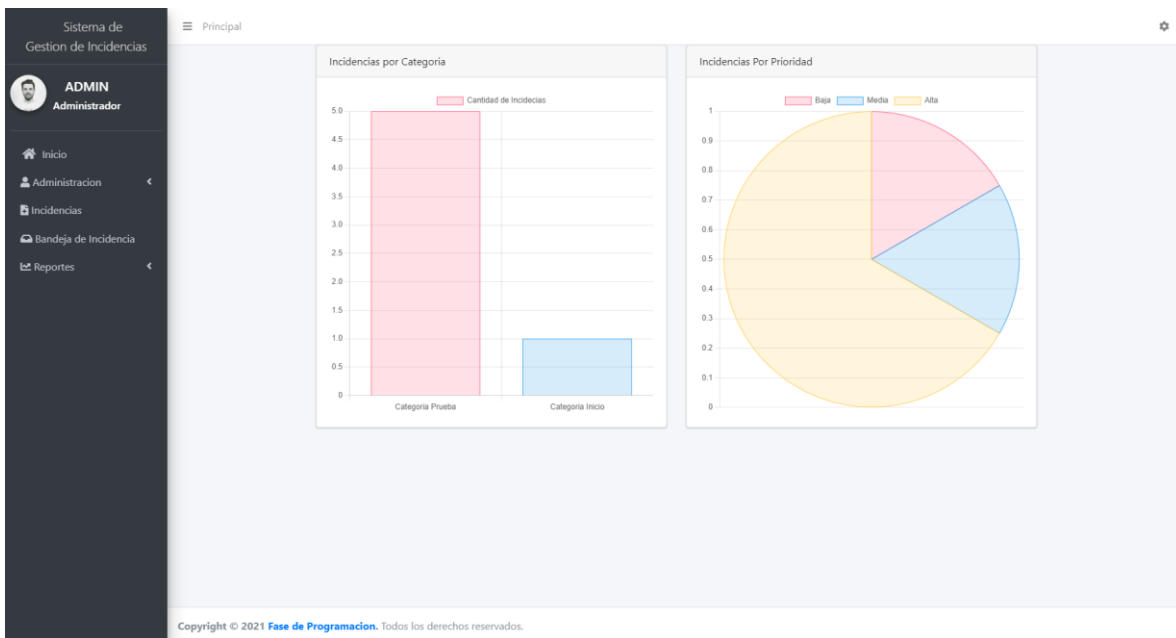 Sistema de
Gestion de Incidencias
ADMIN
Administrador
Inicio
Administracion
Incidencias
Bandeja de Incidencia
Reportes
Principal
Incidencias por Categoria
Cantidad de Incidecias
5.0
4.5
4.0
3.5
3.0
2.5
2.0
1.5
1.0
0.5
0
Categoria Prueba
Categoria Inicio
Incidencias Por Prioridad
Baja Media Alta
1
0.9
0.8
0.7
0.6
0.5
0.4
0.3
0.2
0.1
0
Copyright © 2021 Fase de Programacion. Todos los derechos reservados.